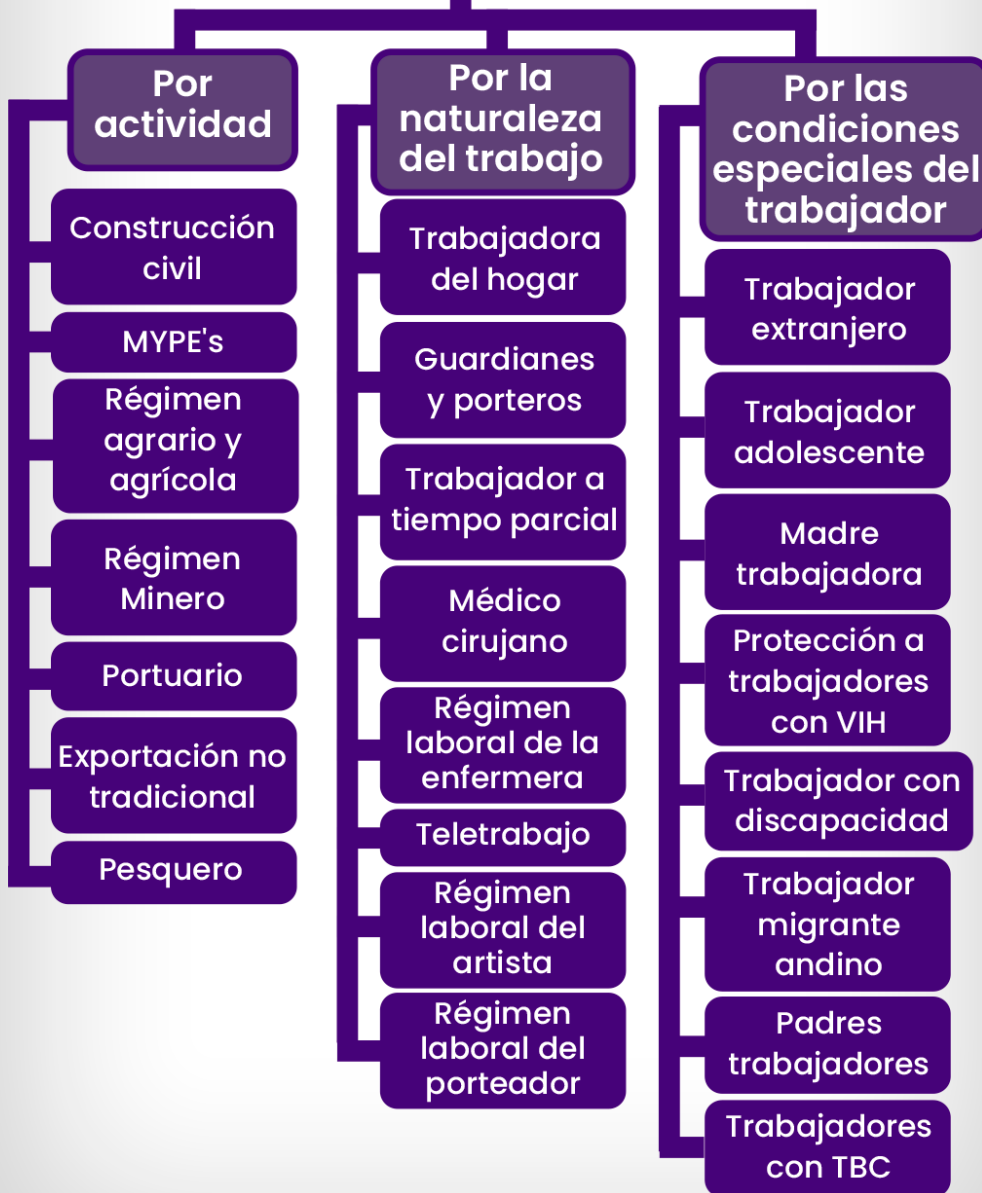 Por
actividad
Construcción
civil
MYPE's
Régimen
agrario y
agrícola
Régimen
Minero
Portuario
Exportación no
tradicional
Pesquero
Por la
naturaleza
del trabajo
Trabajadora
del hogar
Guardianes
y porteros
Trabajador a
tiempo parcial
Médico
cirujano
Régimen
laboral de la
enfermera
Teletrabajo
Régimen
laboral del
artista
Régimen
laboral del
porteador
Por las
condiciones
especiales del
trabajador
Trabajador
extranjero
Trabajador
adolescente
Madre
trabajadora
Protección a
trabajadores
con VIH
Trabajador con
discapacidad
Trabajador
migrante
andino
Padres
trabajadores
Trabajadores
con TBC